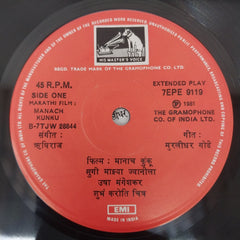 HIS MASTER'S VOICE
REGD. TRADE MARK OF THE GRAMOPHONE CO. LTD.
45 R.P.M.
SIDE ONE
MARATHI FILM :
MANACH
KUNKU
B-7TJW 28844
संगीत :
ऋषिराज
EXTENDED PLAY
7EPE 9119
℗ 1981
THE GRAMOPHONE
CO. OF INDIA LTD.
गीत :
मुरलीधर गोडे
फिल्म : मानाच कुंकू
सुगी माझ्या ज्वानीला
उषा मंगेशकर
शुभं करोति चित्र
EMI
MADE IN INDIA